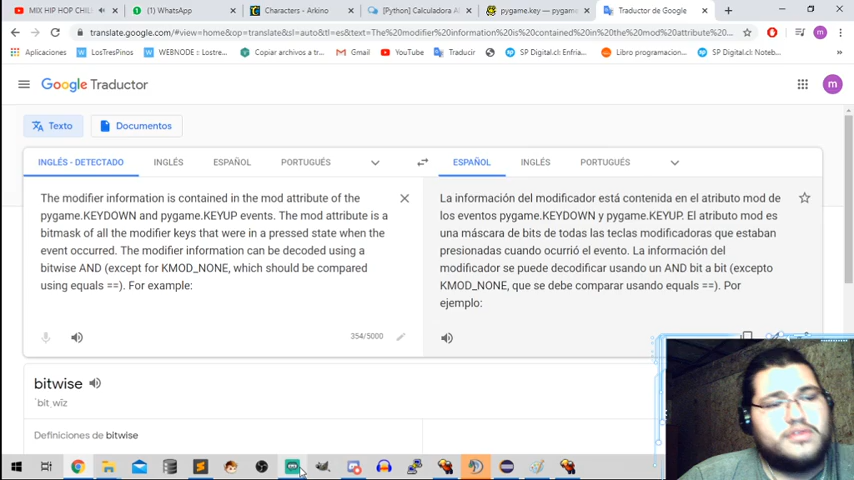 MIX HIP HOP CHIL
(1) WhatsApp
Characters - Arkino
[Python] Calculadora A
pygame.key — pygame
Traductor de Google
translate.google.com/#view=home&op=translate&sl=auto&tl=es&text=The%20modifier%20information%20is%20contained%20in%20the%20mod%20attribute%20...
Aplicaciones
LosTresPinos
WEBNODE :: Lostre...
Copiar archivos a tr...
Gmail
YouTube
Traducir
SP Digital.cl: Enfria...
Libro programacion...
SP Digital.cl: Noteb...
Google Traductor
m
Texto
Documentos
INGLÉS - DETECTADO
INGLÉS
ESPAÑOL
PORTUGUÉS
ESPAÑOL
INGLÉS
PORTUGUÉS
The modifier information is contained in the mod attribute of the
pygame.KEYDOWN and pygame.KEYUP events. The mod attribute is a
bitmask of all the modifier keys that were in a pressed state when the
event occurred. The modifier information can be decoded using a
bitwise AND (except for KMOD_NONE, which should be compared
using equals ==). For example:
354/5000
La información del modificador está contenida en el atributo mod de
los eventos pygame.KEYDOWN y pygame.KEYUP. El atributo mod es
una máscara de bits de todas las teclas modificadoras que estaban
presionadas cuando ocurrió el evento. La información del
modificador se puede decodificar usando un AND bit a bit (excepto
KMOD_NONE, que se debe comparar usando equals ==). Por
ejemplo:
bitwise
ˈbitˌwīz
Definiciones de bitwise